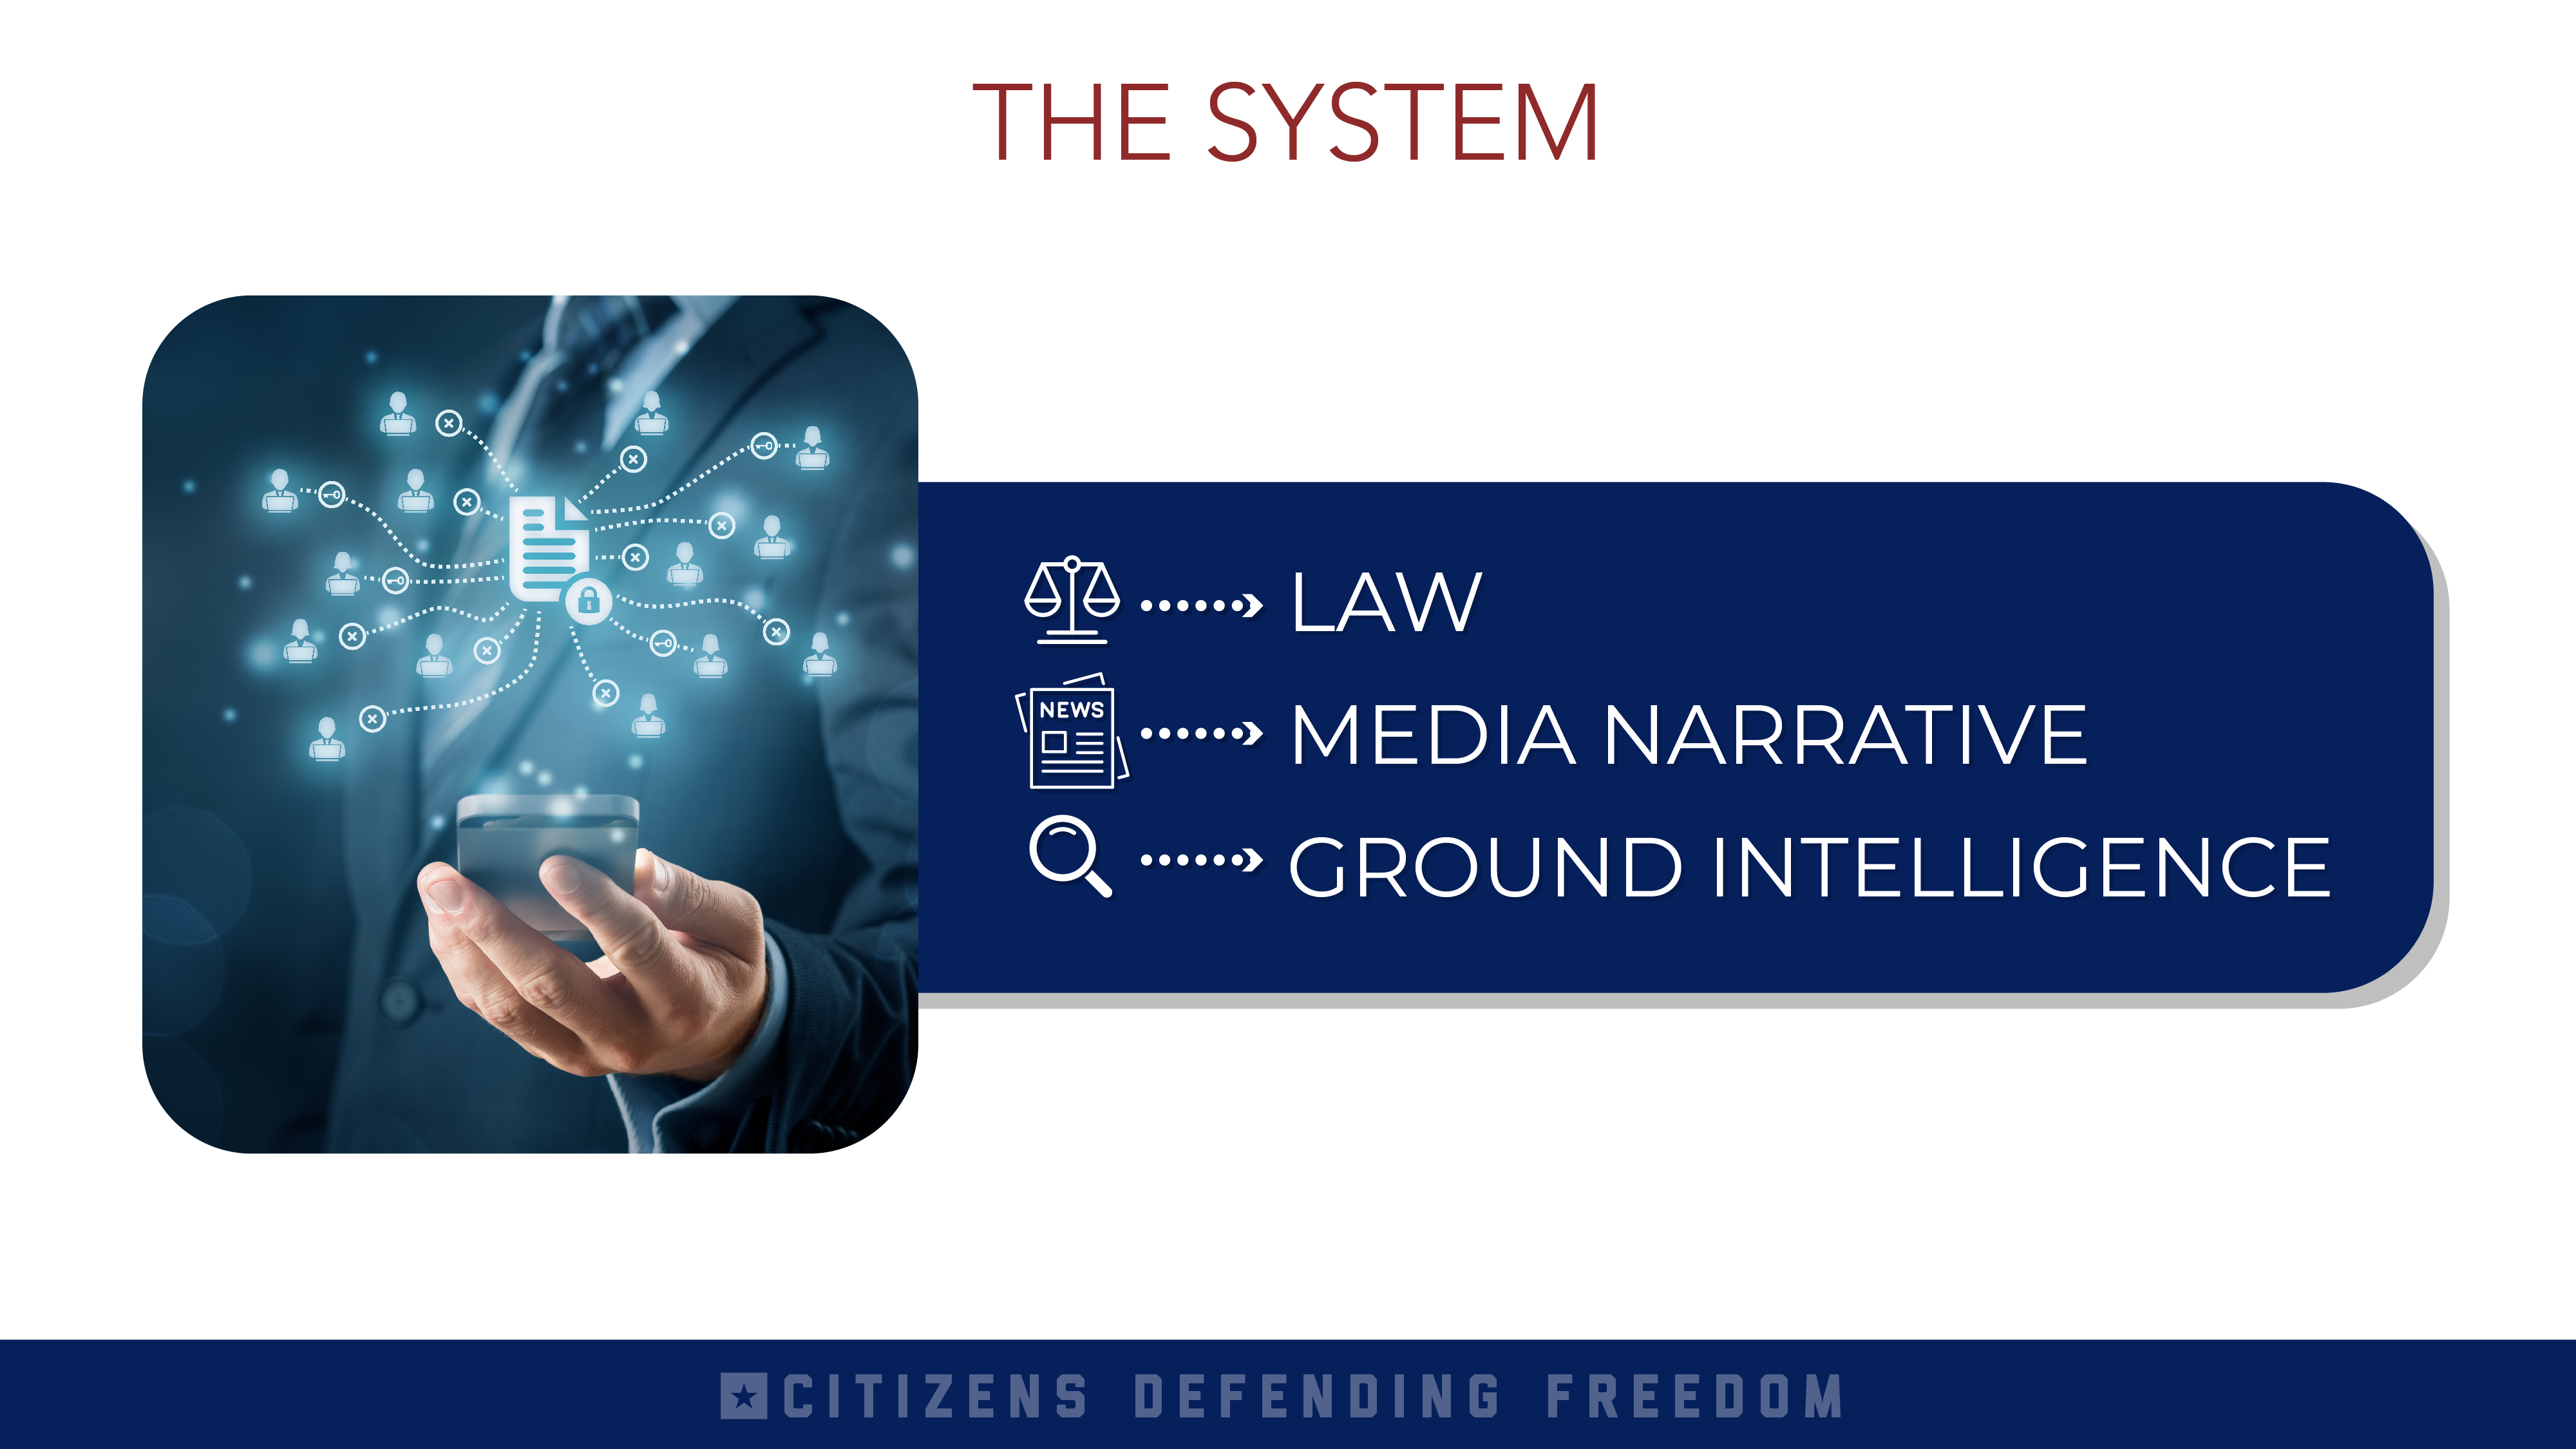 THE SYSTEM
LAW
NEWS
MEDIA NARRATIVE
GROUND INTELLIGENCE
CITIZENS DEFENDING FREEDOM